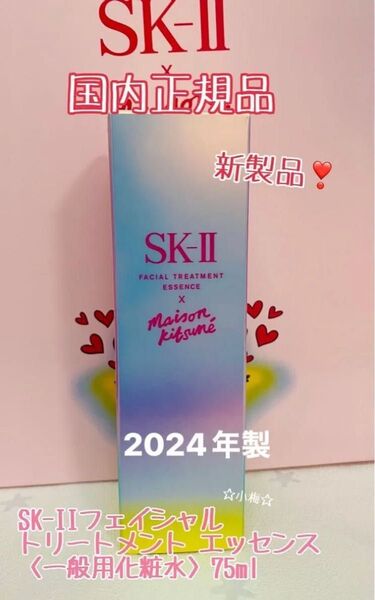 SK-II
X
国内正規品
新製品❣
SK-II
FACIAL TREATMENT
ESSENCE
X
Maison
Kitsuné
2024年製
☆小梅☆
SK-IIフェイシャル
トリートメント エッセンス
〈一般用化粧水〉75ml